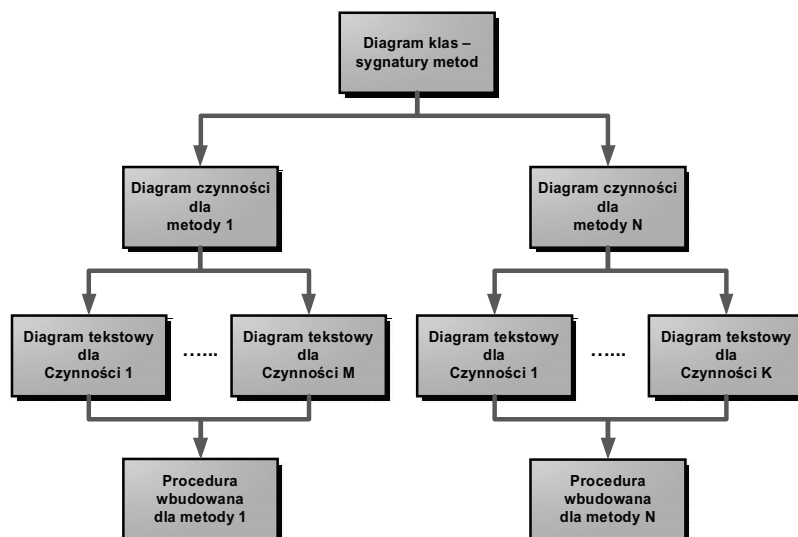 Diagram klas –
sygnatury metod
Diagram czynności
dla
metody 1
Diagram czynności
dla
metody N
Diagram tekstowy
dla
Czynności 1
…...
Diagram tekstowy
dla
Czynności M
Diagram tekstowy
dla
Czynności 1
…...
Diagram tekstowy
dla
Czynności K
Procedura
wbudowana
dla metody 1
Procedura
wbudowana
dla metody N